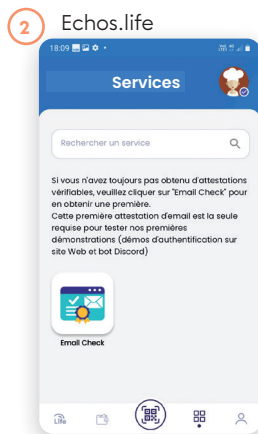 2 Echos.life
18:09
Services
Rechercher un service
Si vous n'avez toujours pas obtenu d'attestations
vérifiables, veuillez cliquer sur "Email Check" pour
en obtenir une première.
Cette première attestation d'email est la seule
requise pour tester nos premières
démonstrations (démos d'authentification sur
site Web et bot Discord)
Email Check
Life